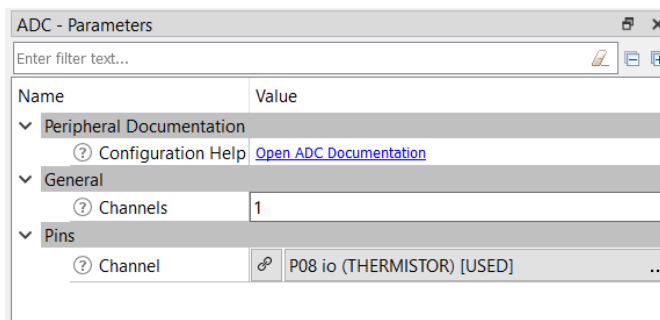 ADC - Parameters
Enter filter text...
Name Value
Peripheral Documentation
Configuration Help Open ADC Documentation
General
Channels 1
Pins
Channel P08 io (THERMISTOR) [USED] ..